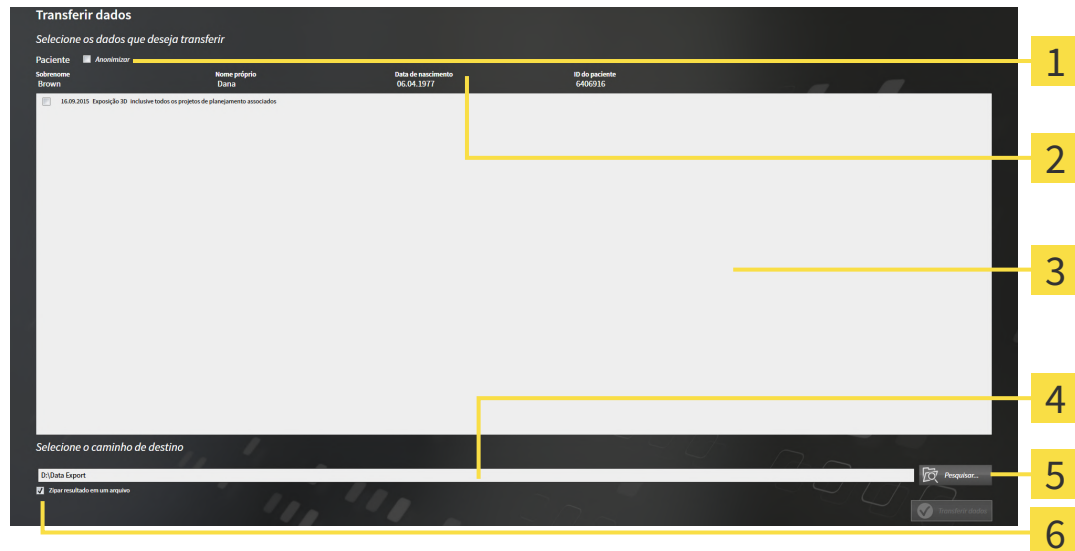 Transferir dados
Selecione os dados que deseja transferir
Paciente Anonimizar
Sobrenome Nome próprio Data de nascimento ID do paciente
Brown Dana 06.04.1977 6406916
16.09.2015 Exposição 3D inclusive todos os projetos de planejamento associados
Selecione o caminho de destino
D:\Data Export
Pesquisar...
Zipar resultado em um arquivo
Transferir dados
1
2
3
4
5
6